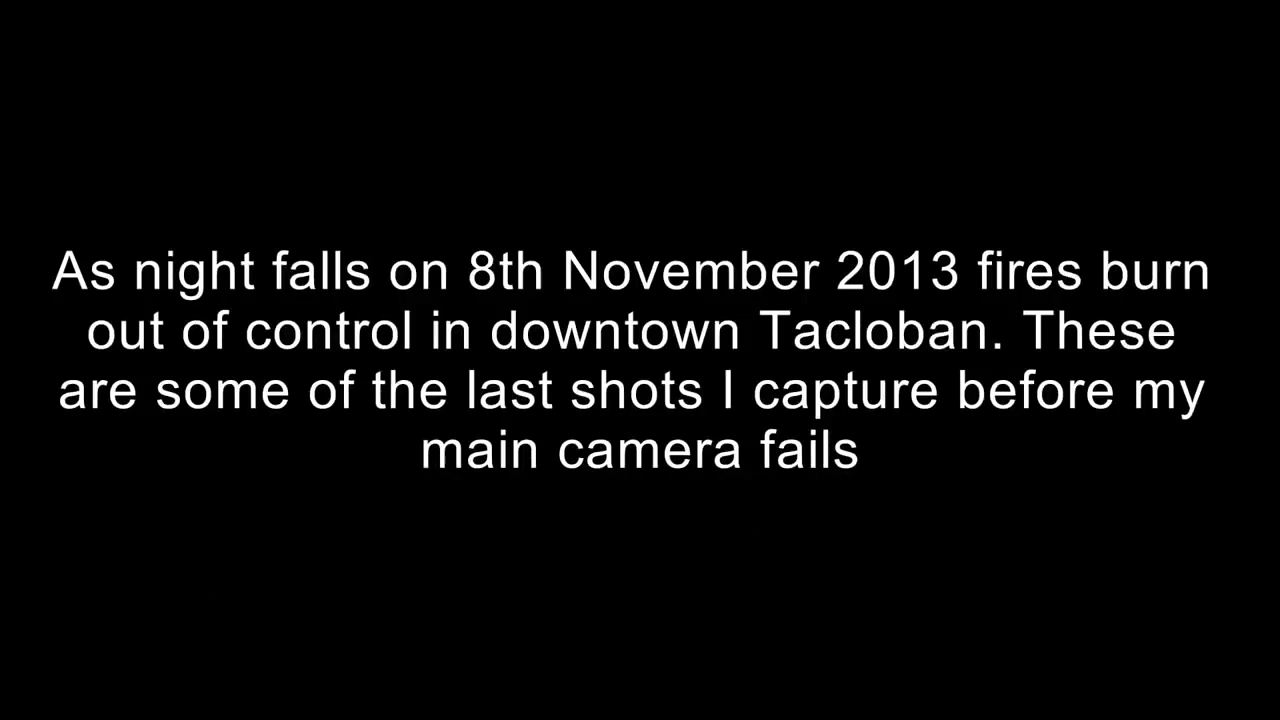 As night falls on 8th November 2013 fires burn
out of control in downtown Tacloban. These
are some of the last shots I capture before my
main camera fails